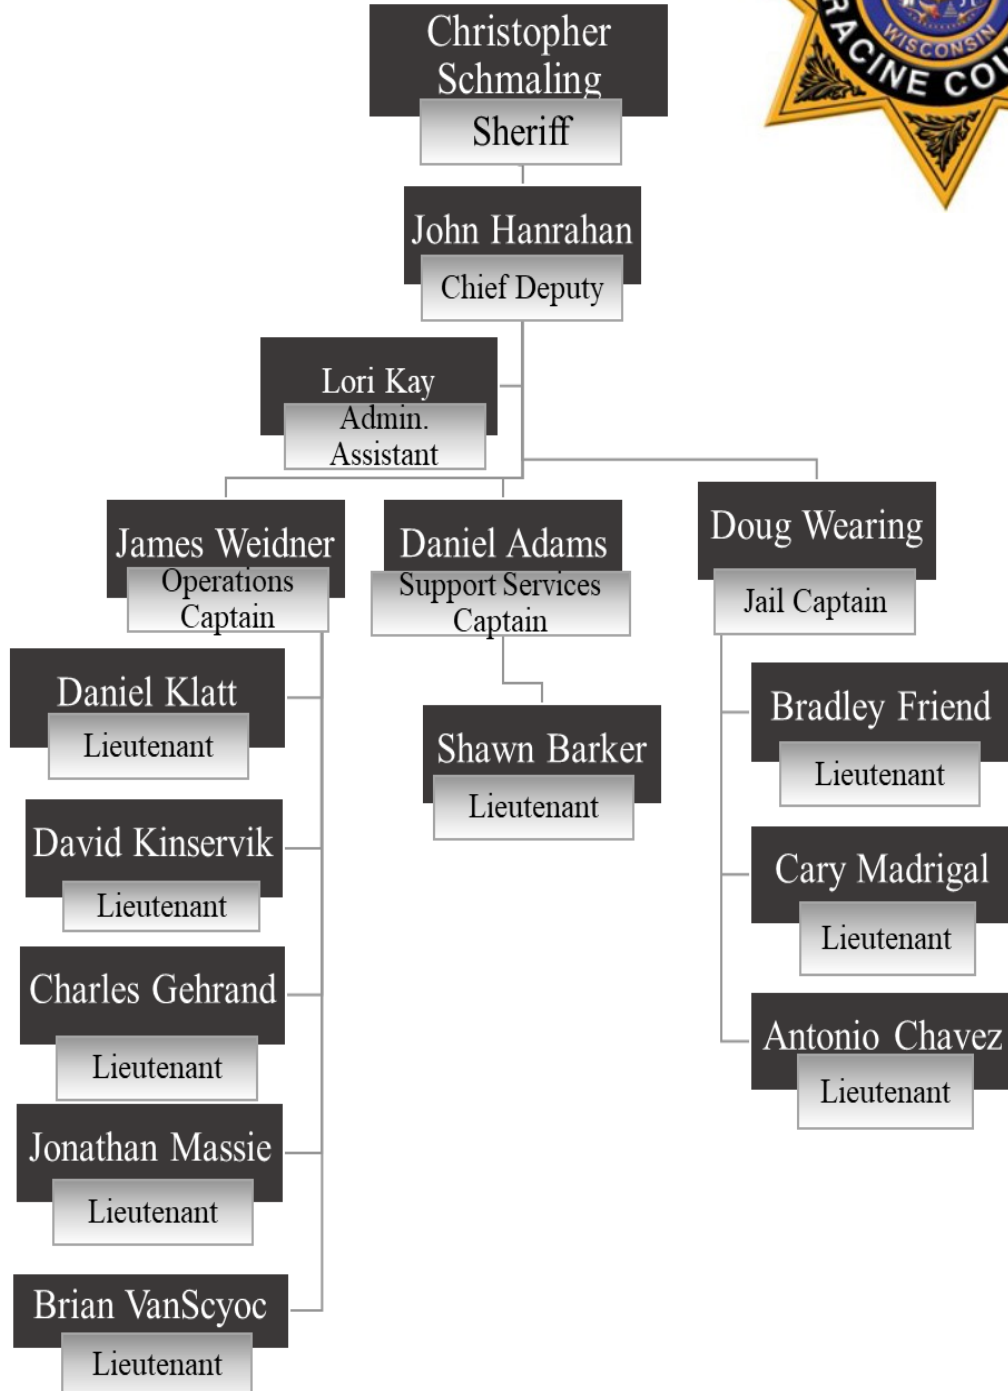 Christopher
Schmaling
Sheriff
WISCONSIN
John Hanrahan
Chief Deputy
Lori Kay
Admin.
Assistant
James Weidner
Operations
Captain
Daniel Adams
Support Services
Captain
Doug Wearing
Jail Captain
Daniel Klatt
Lieutenant
David Kinservik
Lieutenant
Charles Gehrand
Lieutenant
Jonathan Massie
Lieutenant
Brian VanScyoc
Lieutenant
Shawn Barker
Lieutenant
Bradley Friend
Lieutenant
Cary Madrigal
Lieutenant
Antonio Chavez
Lieutenant